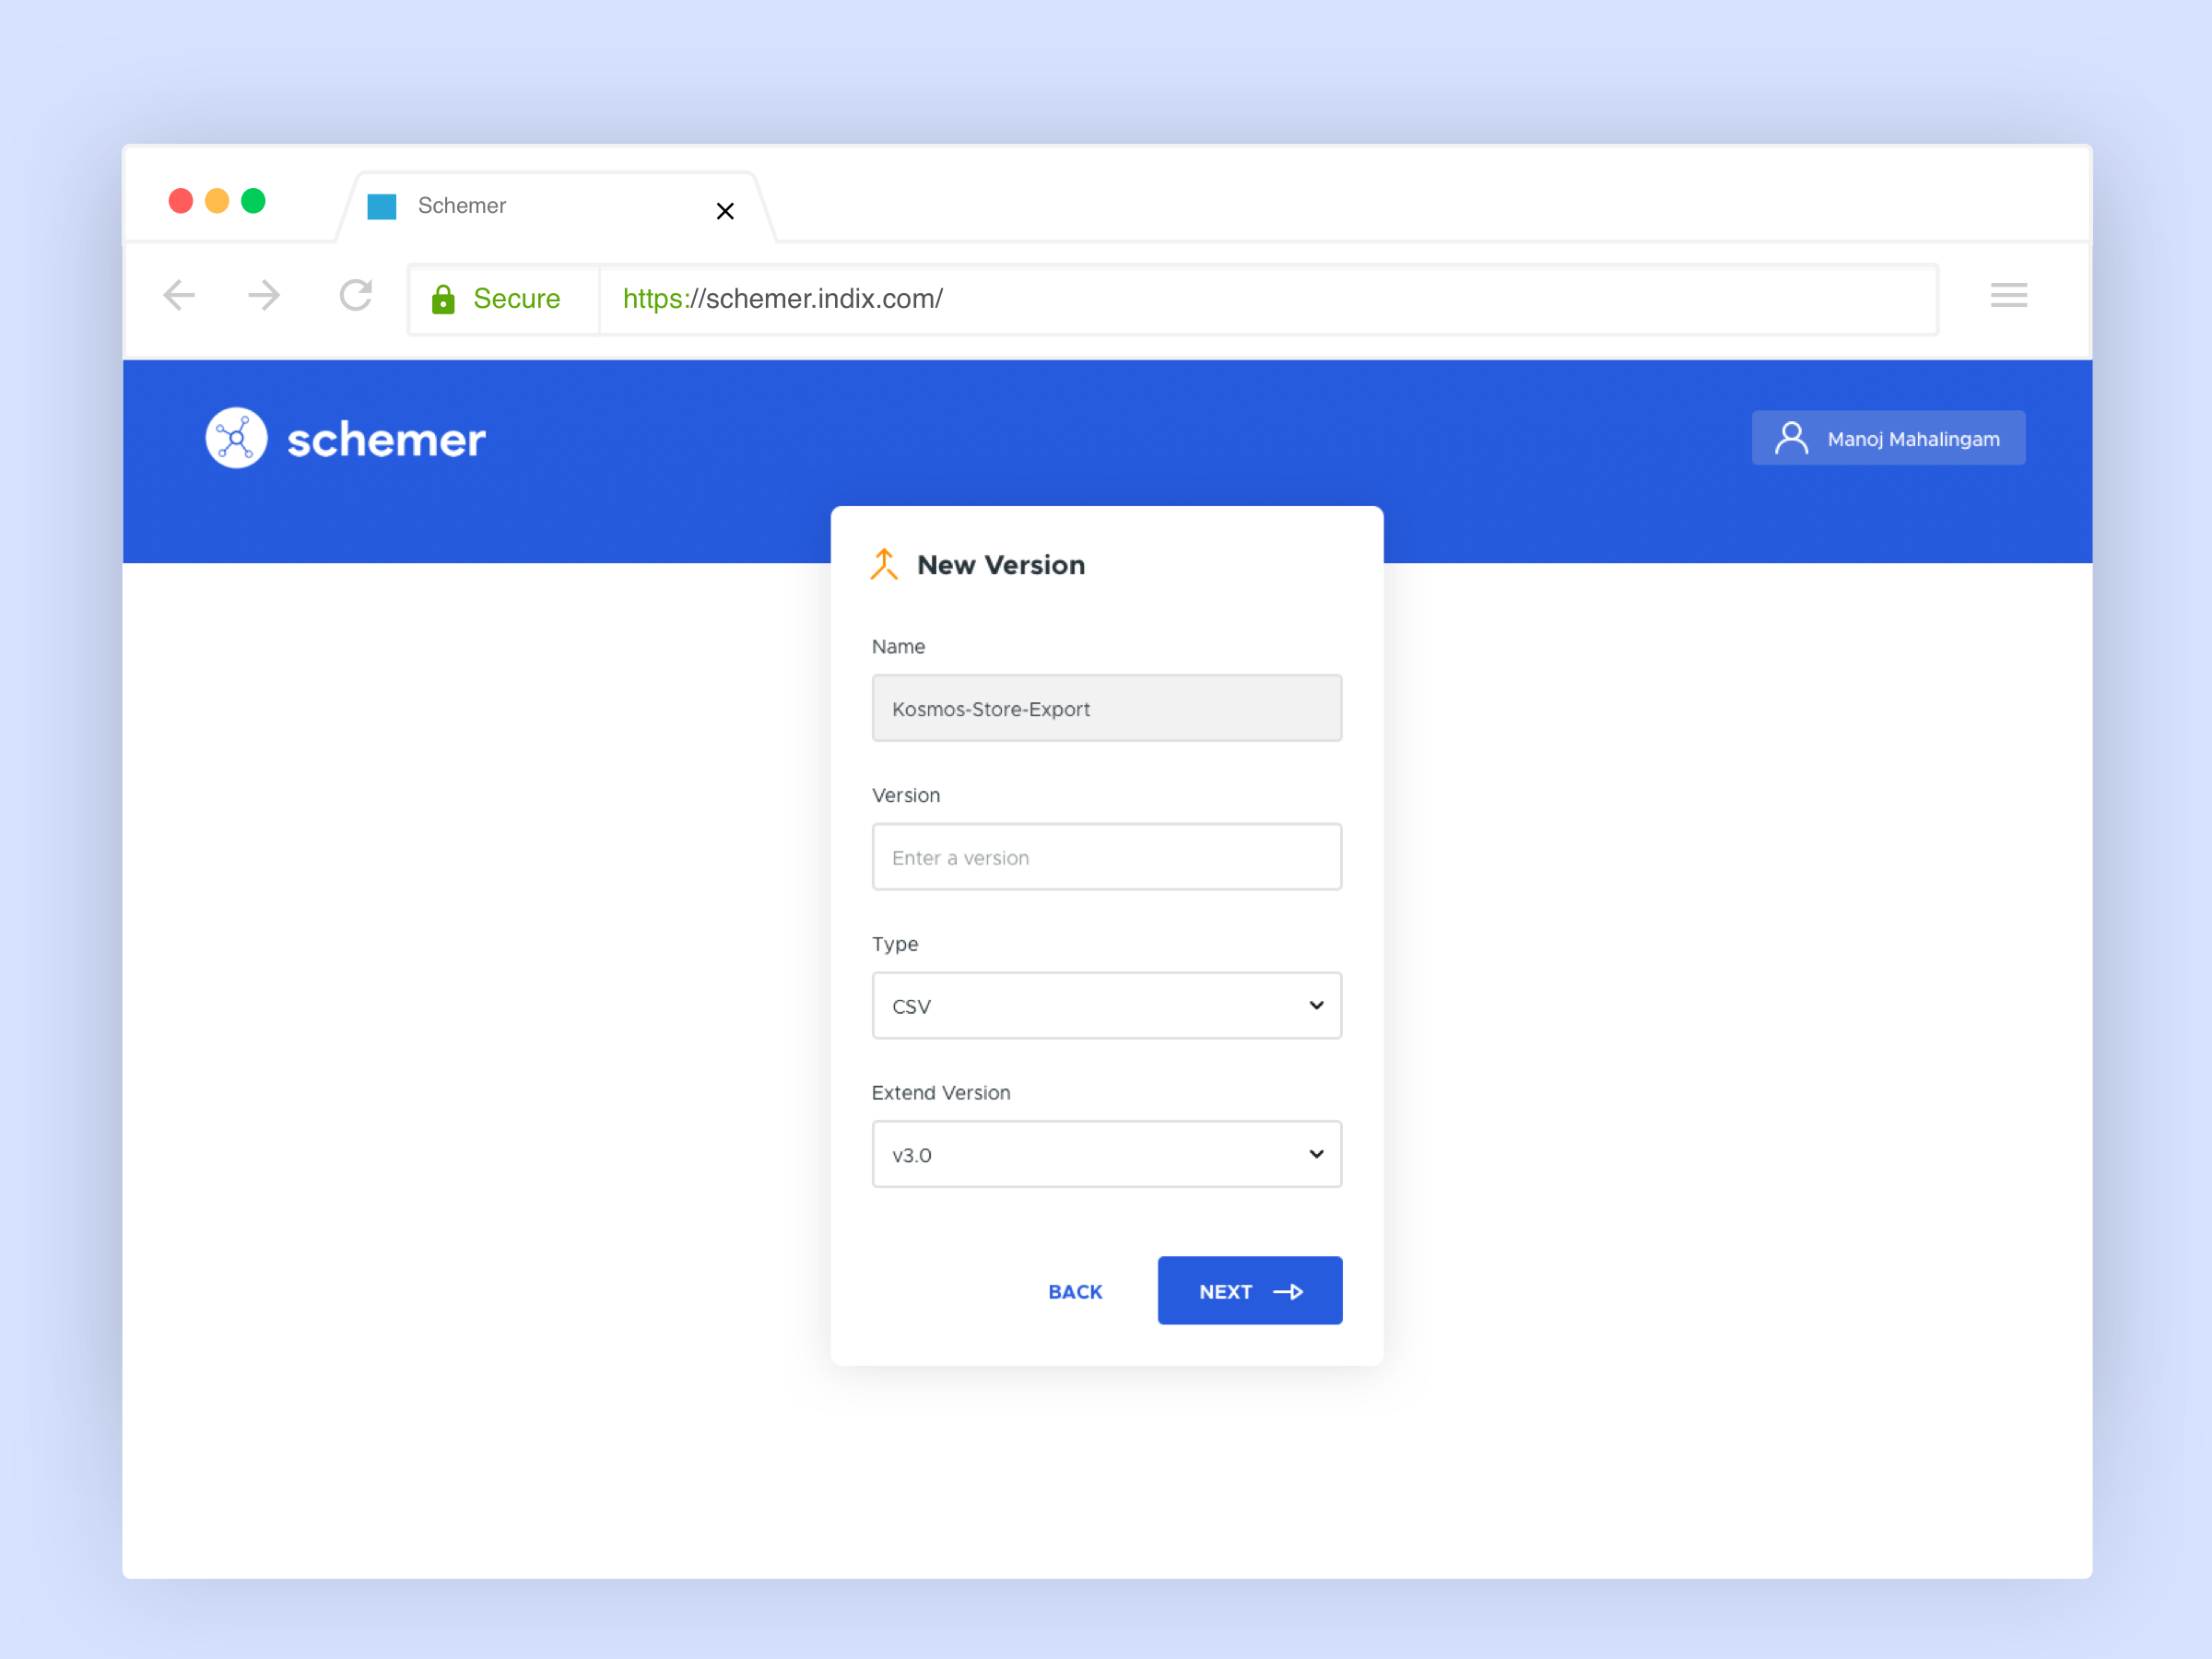 Schemer
Secure
https://schemer.indix.com/
schemer
Manoj Mahalingam
New Version
Name
Kosmos-Store-Export
Version
Enter a version
Type
CSV
Extend Version
v3.0
BACK
NEXT